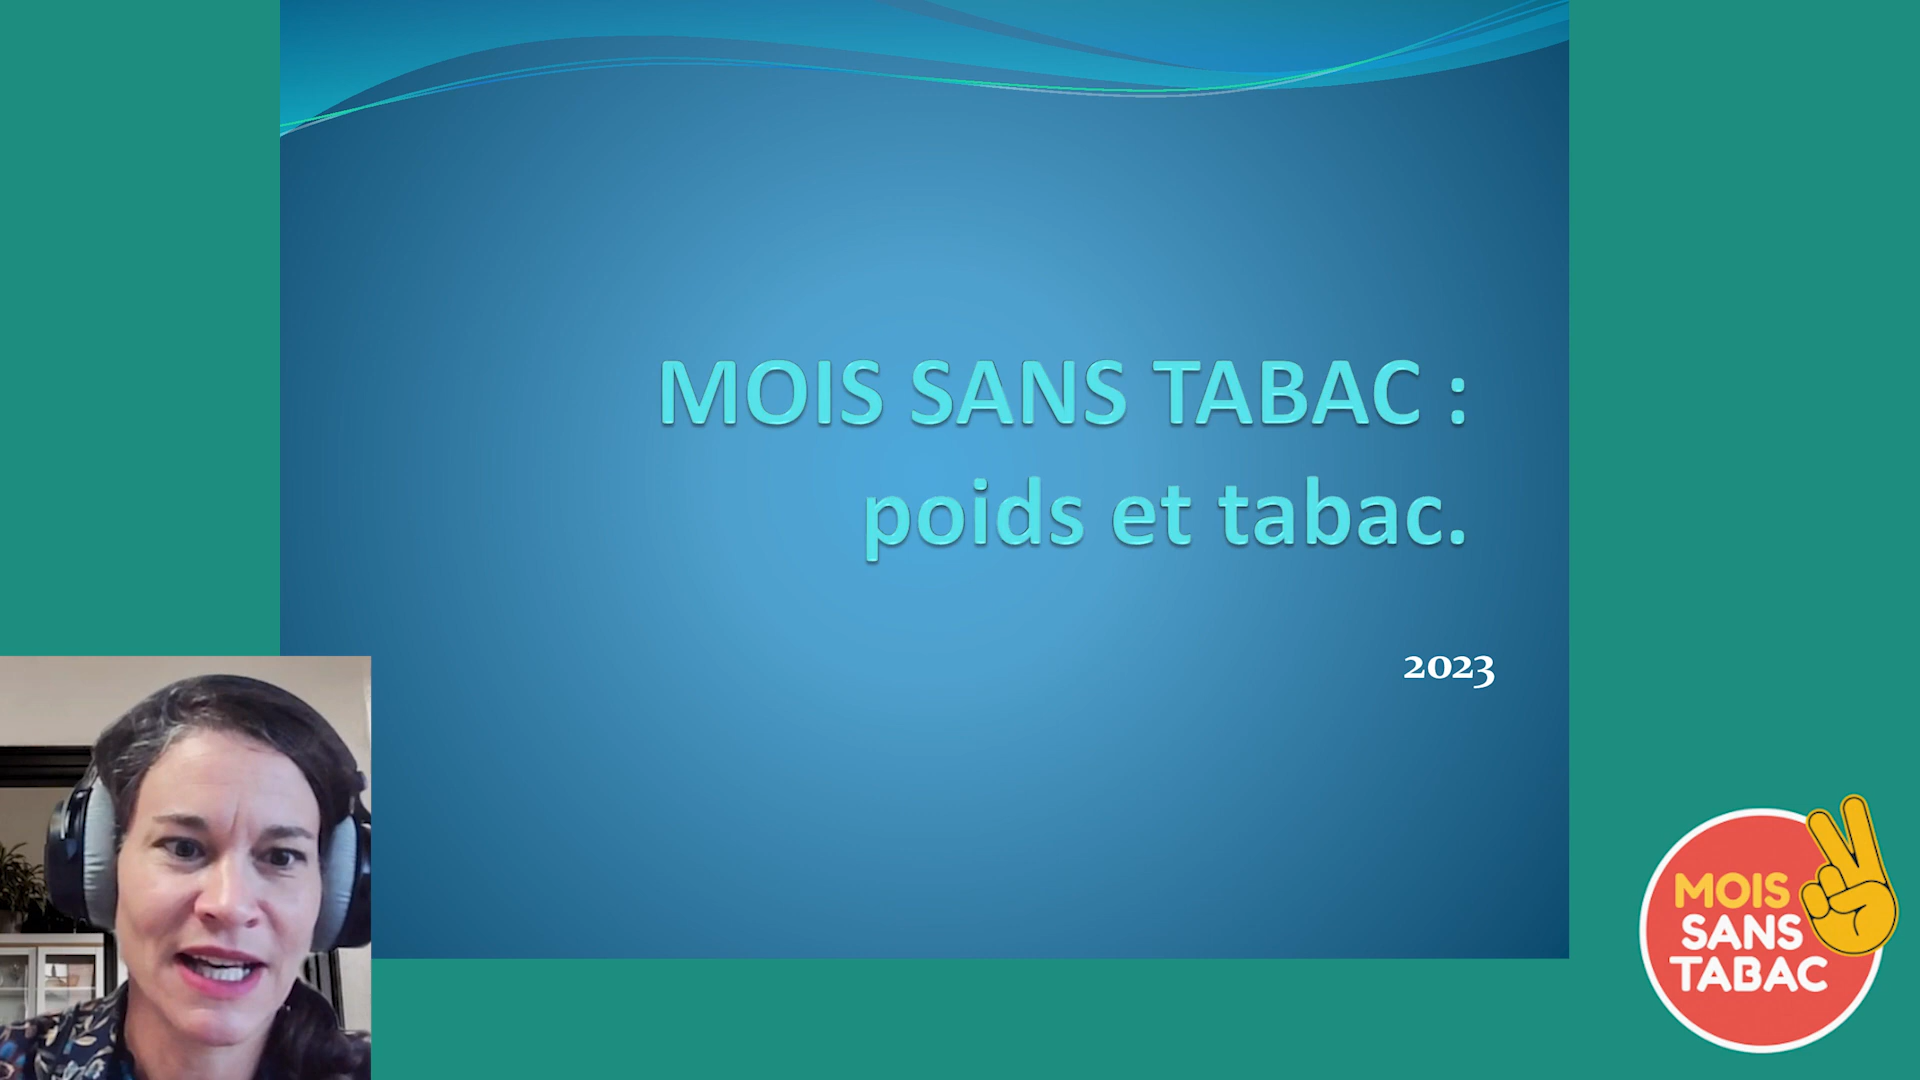 MOIS SANS TABAC :
poids et tabac.
2023
MOIS
SANS
TABAC